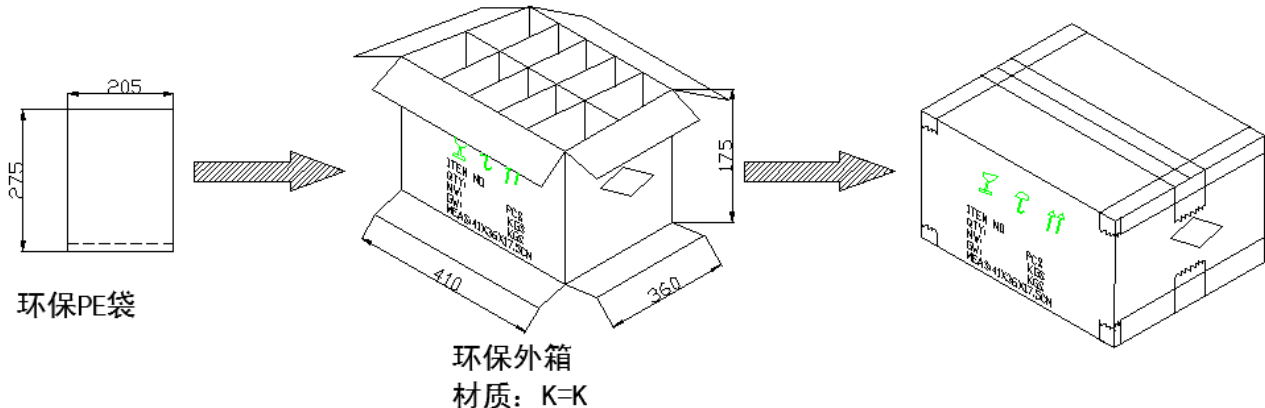 205
275
环保PE袋
ITEM NO
QTY: PCS
NW: KGS
GW: KGS
MEAS:41X36X17.5CM
175
410
360
环保外箱
材质：K=K
ITEM NO
QTY: PCS
NW: KGS
GW: KGS
MEAS:41X36X17.5CM